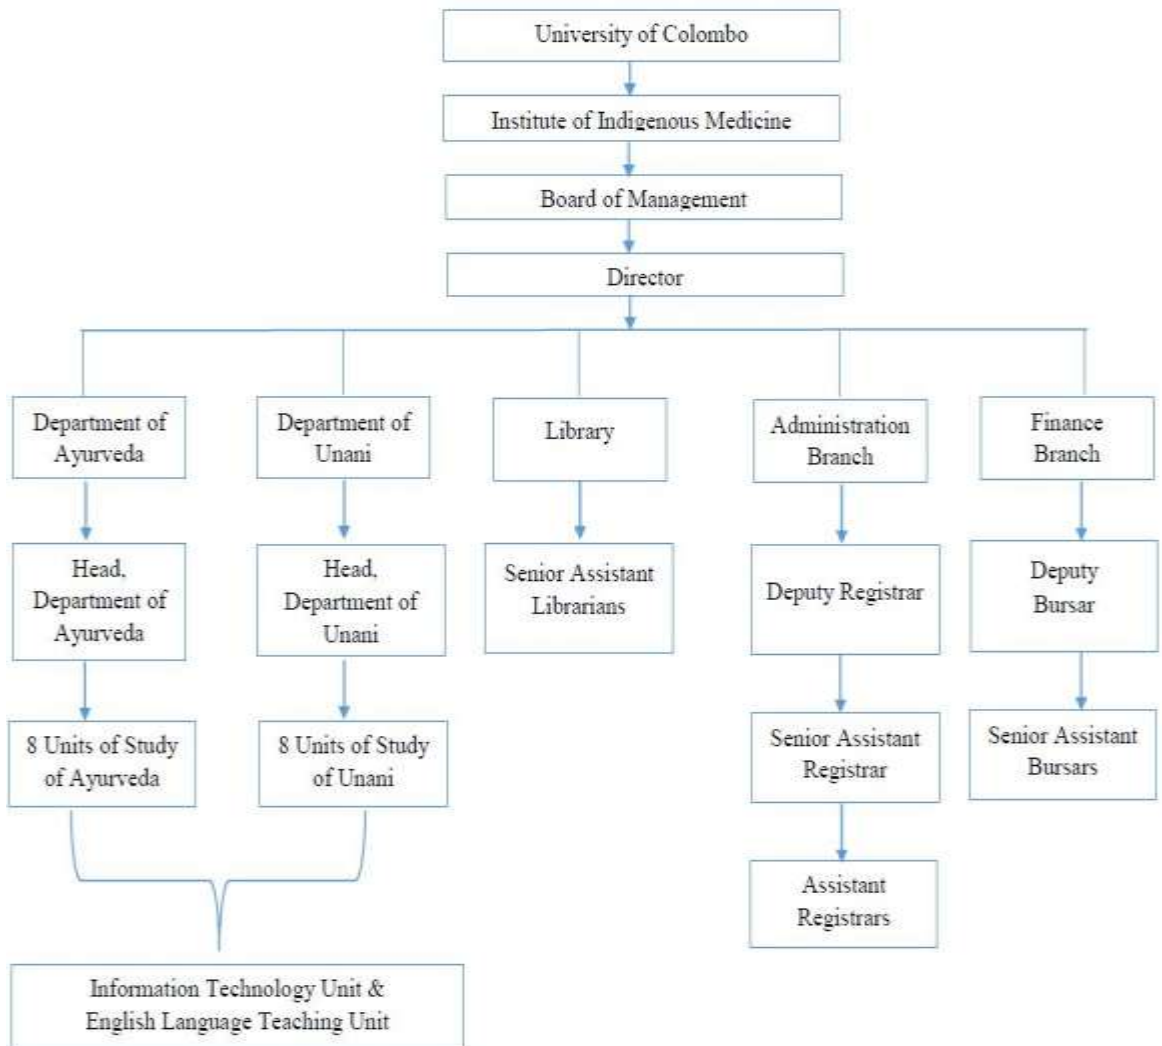 University of Colombo
Institute of Indigenous Medicine
Board of Management
Director
Department of
Ayurveda
Department of
Unani
Library
Administration
Branch
Finance
Branch
Head,
Department of
Ayurveda
Head,
Department of
Unani
Senior Assistant
Librarians
Deputy Registrar
Deputy
Bursar
8 Units of Study
of Ayurveda
8 Units of Study
of Unani
Senior Assistant
Registrar
Senior Assistant
Bursars
Assistant
Registrars
Information Technology Unit &
English Language Teaching Unit